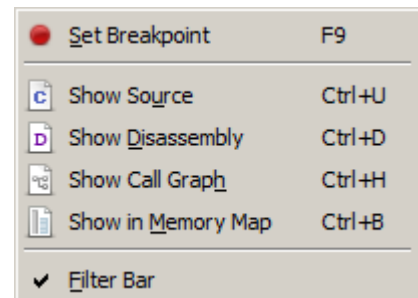 Set Breakpoint F9
C Show Source Ctrl+U
D Show Disassembly Ctrl+D
Show Call Graph Ctrl+H
Show in Memory Map Ctrl+B
Filter Bar